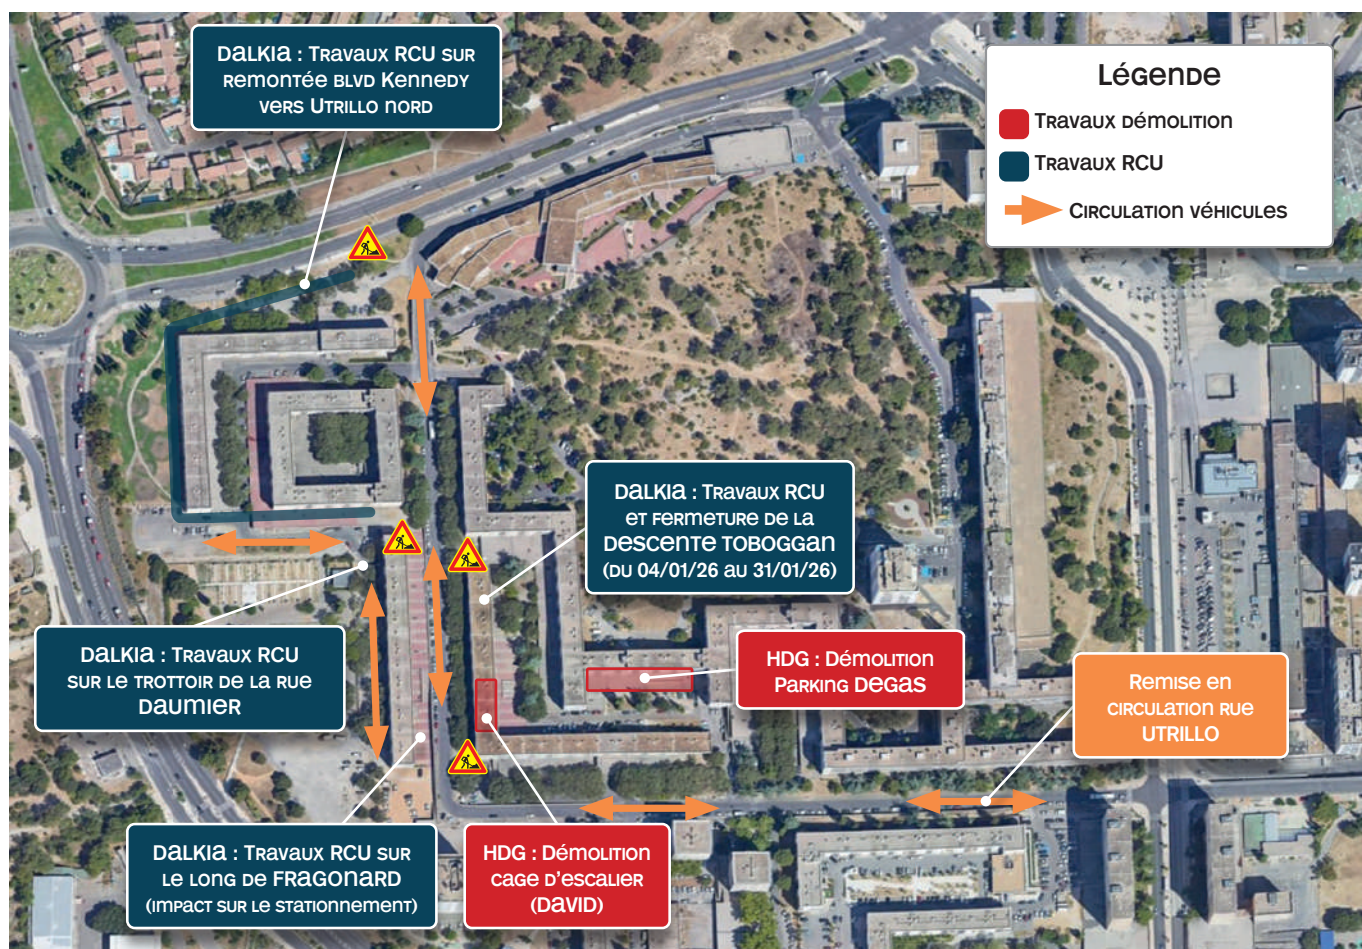 Dalkia : Travaux RCU sur
remontée blvd Kennedy
vers Utrillo nord
Légende
Travaux démolition
Travaux RCU
Circulation véhicules
Dalkia : Travaux RCU
et fermeture de la
descente TOBOGGAN
(du 04/01/26 au 31/01/26)
Dalkia : Travaux RCU
sur le trottoir de la rue
DAUMIER
HDG : Démolition
Parking DEGAS
Remise en
circulation rue
UTRILLO
Dalkia : Travaux RCU sur
le long de FRAGONARD
(impact sur le stationnement)
HDG : Démolition
cage d'escalier
(DAVID)